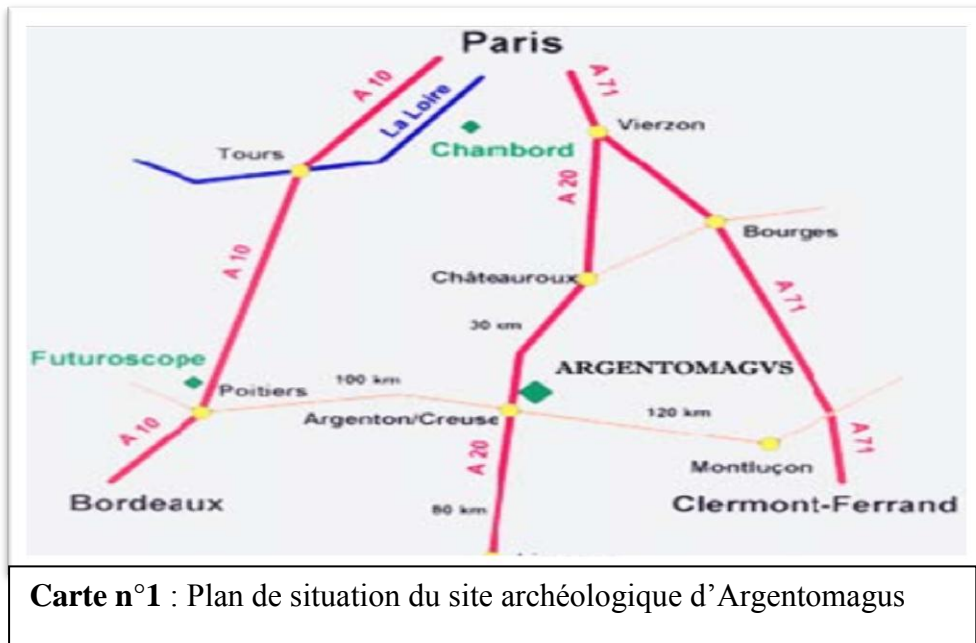 Paris
A 10
A 71
La Loire
Vierzon
Tours
Chambord
A 20
Bourges
A 10
Châteauroux
A 71
30 km
Futuroscope
ARGENTOMAGVS
Poitiers
100 km
Argenton/Creuse
120 km
A 10
A 20
A 71
Montluçon
Bordeaux
80 km
Clermont-Ferrand
Carte n°1 : Plan de situation du site archéologique d’Argentomagus